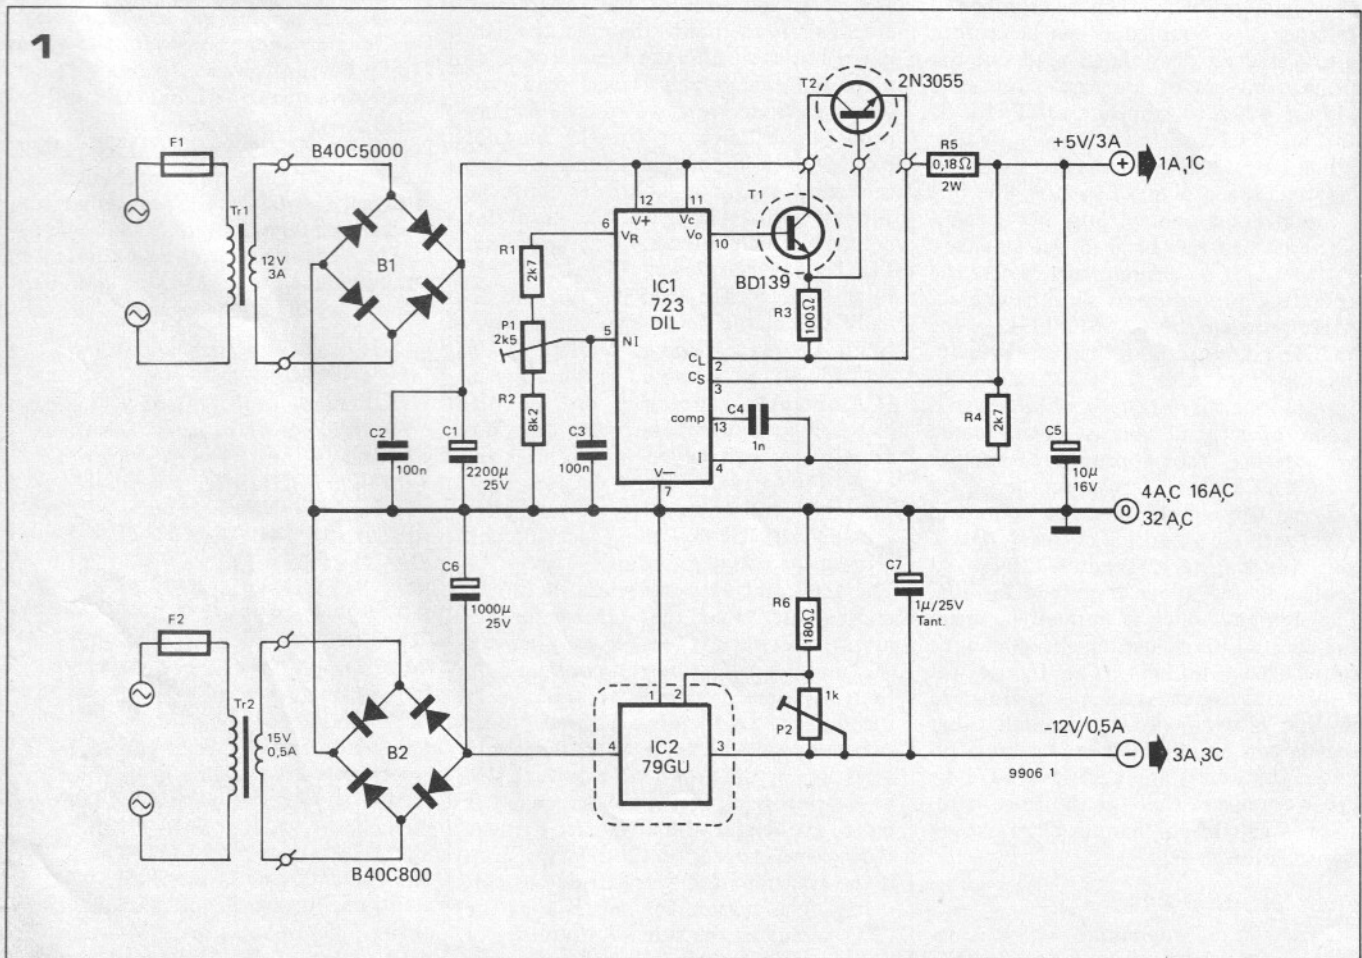 1
F1
Tr1
12V
3A
B40C5000
B1
C2
100n
C1
2200µ
25V
R1
2k7
P1
2k5
R2
8k2
C3
100n
6
VR
12
V+
11
VC
VO
10
IC1
723
DIL
5
NI
CL
2
CS
3
comp
13
I
4
V—
7
C4
1n
T1
BD139
T2
2N3055
R3
100Ω
R5
0,18Ω
2W
R4
2k7
C5
10µ
16V
+5V/3A
+
1A,1C
0
4A,C 16A,C
32A,C
F2
Tr2
15V
0,5A
B2
B40C800
C6
1000µ
25V
1
2
4
IC2
79GU
3
R6
180Ω
1k
P2
C7
1µ/25V
Tant.
-12V/0,5A
−
3A,3C
9906 1